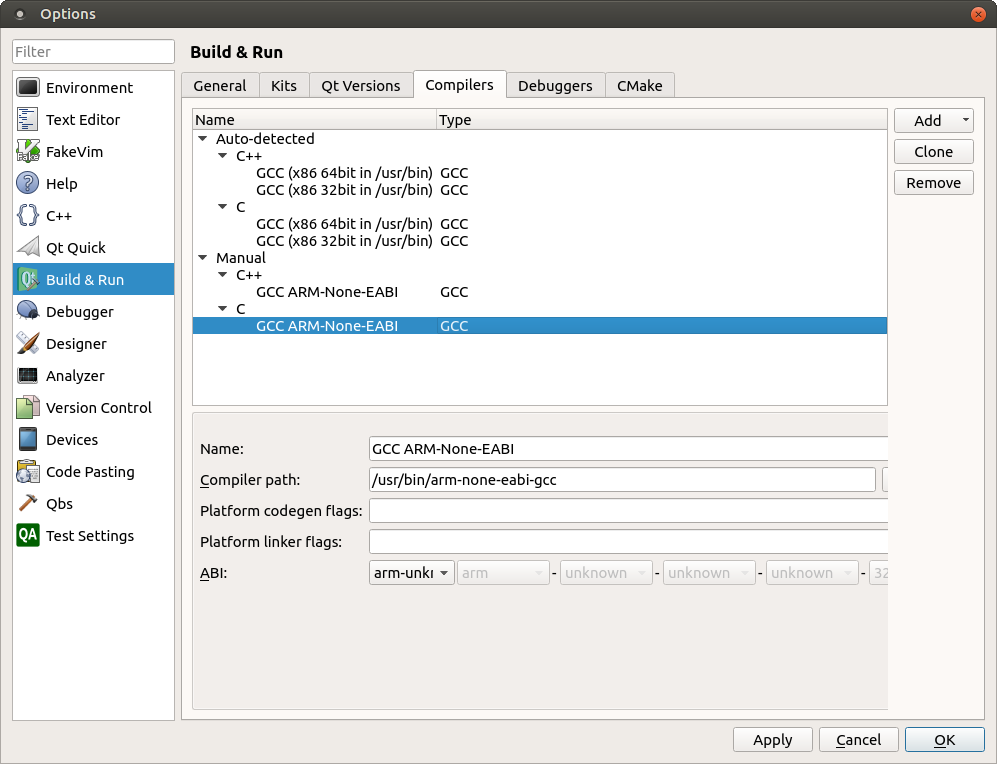 Options
Filter
Environment
Text Editor
FakeVim
Help
C++
Qt Quick
Build & Run
Debugger
Designer
Analyzer
Version Control
Devices
Code Pasting
Qbs
QA Test Settings
Build & Run
General Kits Qt Versions Compilers Debuggers CMake
Name Type
Auto-detected
C++
GCC (x86 64bit in /usr/bin) GCC
GCC (x86 32bit in /usr/bin) GCC
C
GCC (x86 64bit in /usr/bin) GCC
GCC (x86 32bit in /usr/bin) GCC
Manual
C++
GCC ARM-None-EABI GCC
C
GCC ARM-None-EABI GCC
Add
Clone
Remove
Name: GCC ARM-None-EABI
Compiler path: /usr/bin/arm-none-eabi-gcc
Platform codegen flags:
Platform linker flags:
ABI: arm-unkı arm - unknown - unknown - unknown - 32
Apply Cancel OK